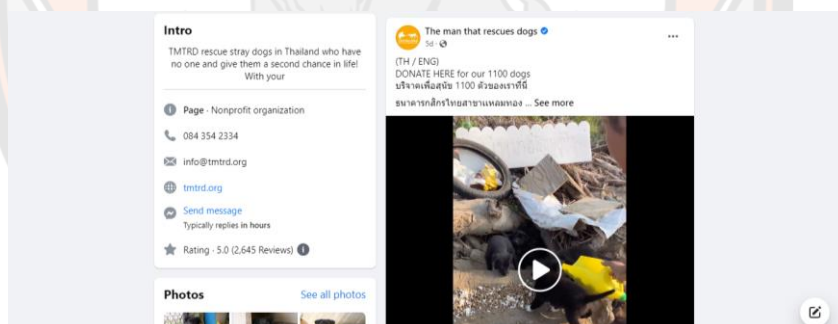 Intro
TMTRD rescue stray dogs in Thailand who have
no one and give them a second chance in life!
With your
Page · Nonprofit organization
084 354 2334
info@tmtrd.org
tmtrd.org
Send message
Typically replies in hours
Rating · 5.0 (2,645 Reviews)
Photos
See all photos
The man that rescues dogs
5d
(TH / ENG)
DONATE HERE for our 1100 dogs
บริจาคเพื่อสุนัข 1100 ตัวของเราที่นี่
ธนาคารกสิกรไทยสาขาแหลมทอง ... See more